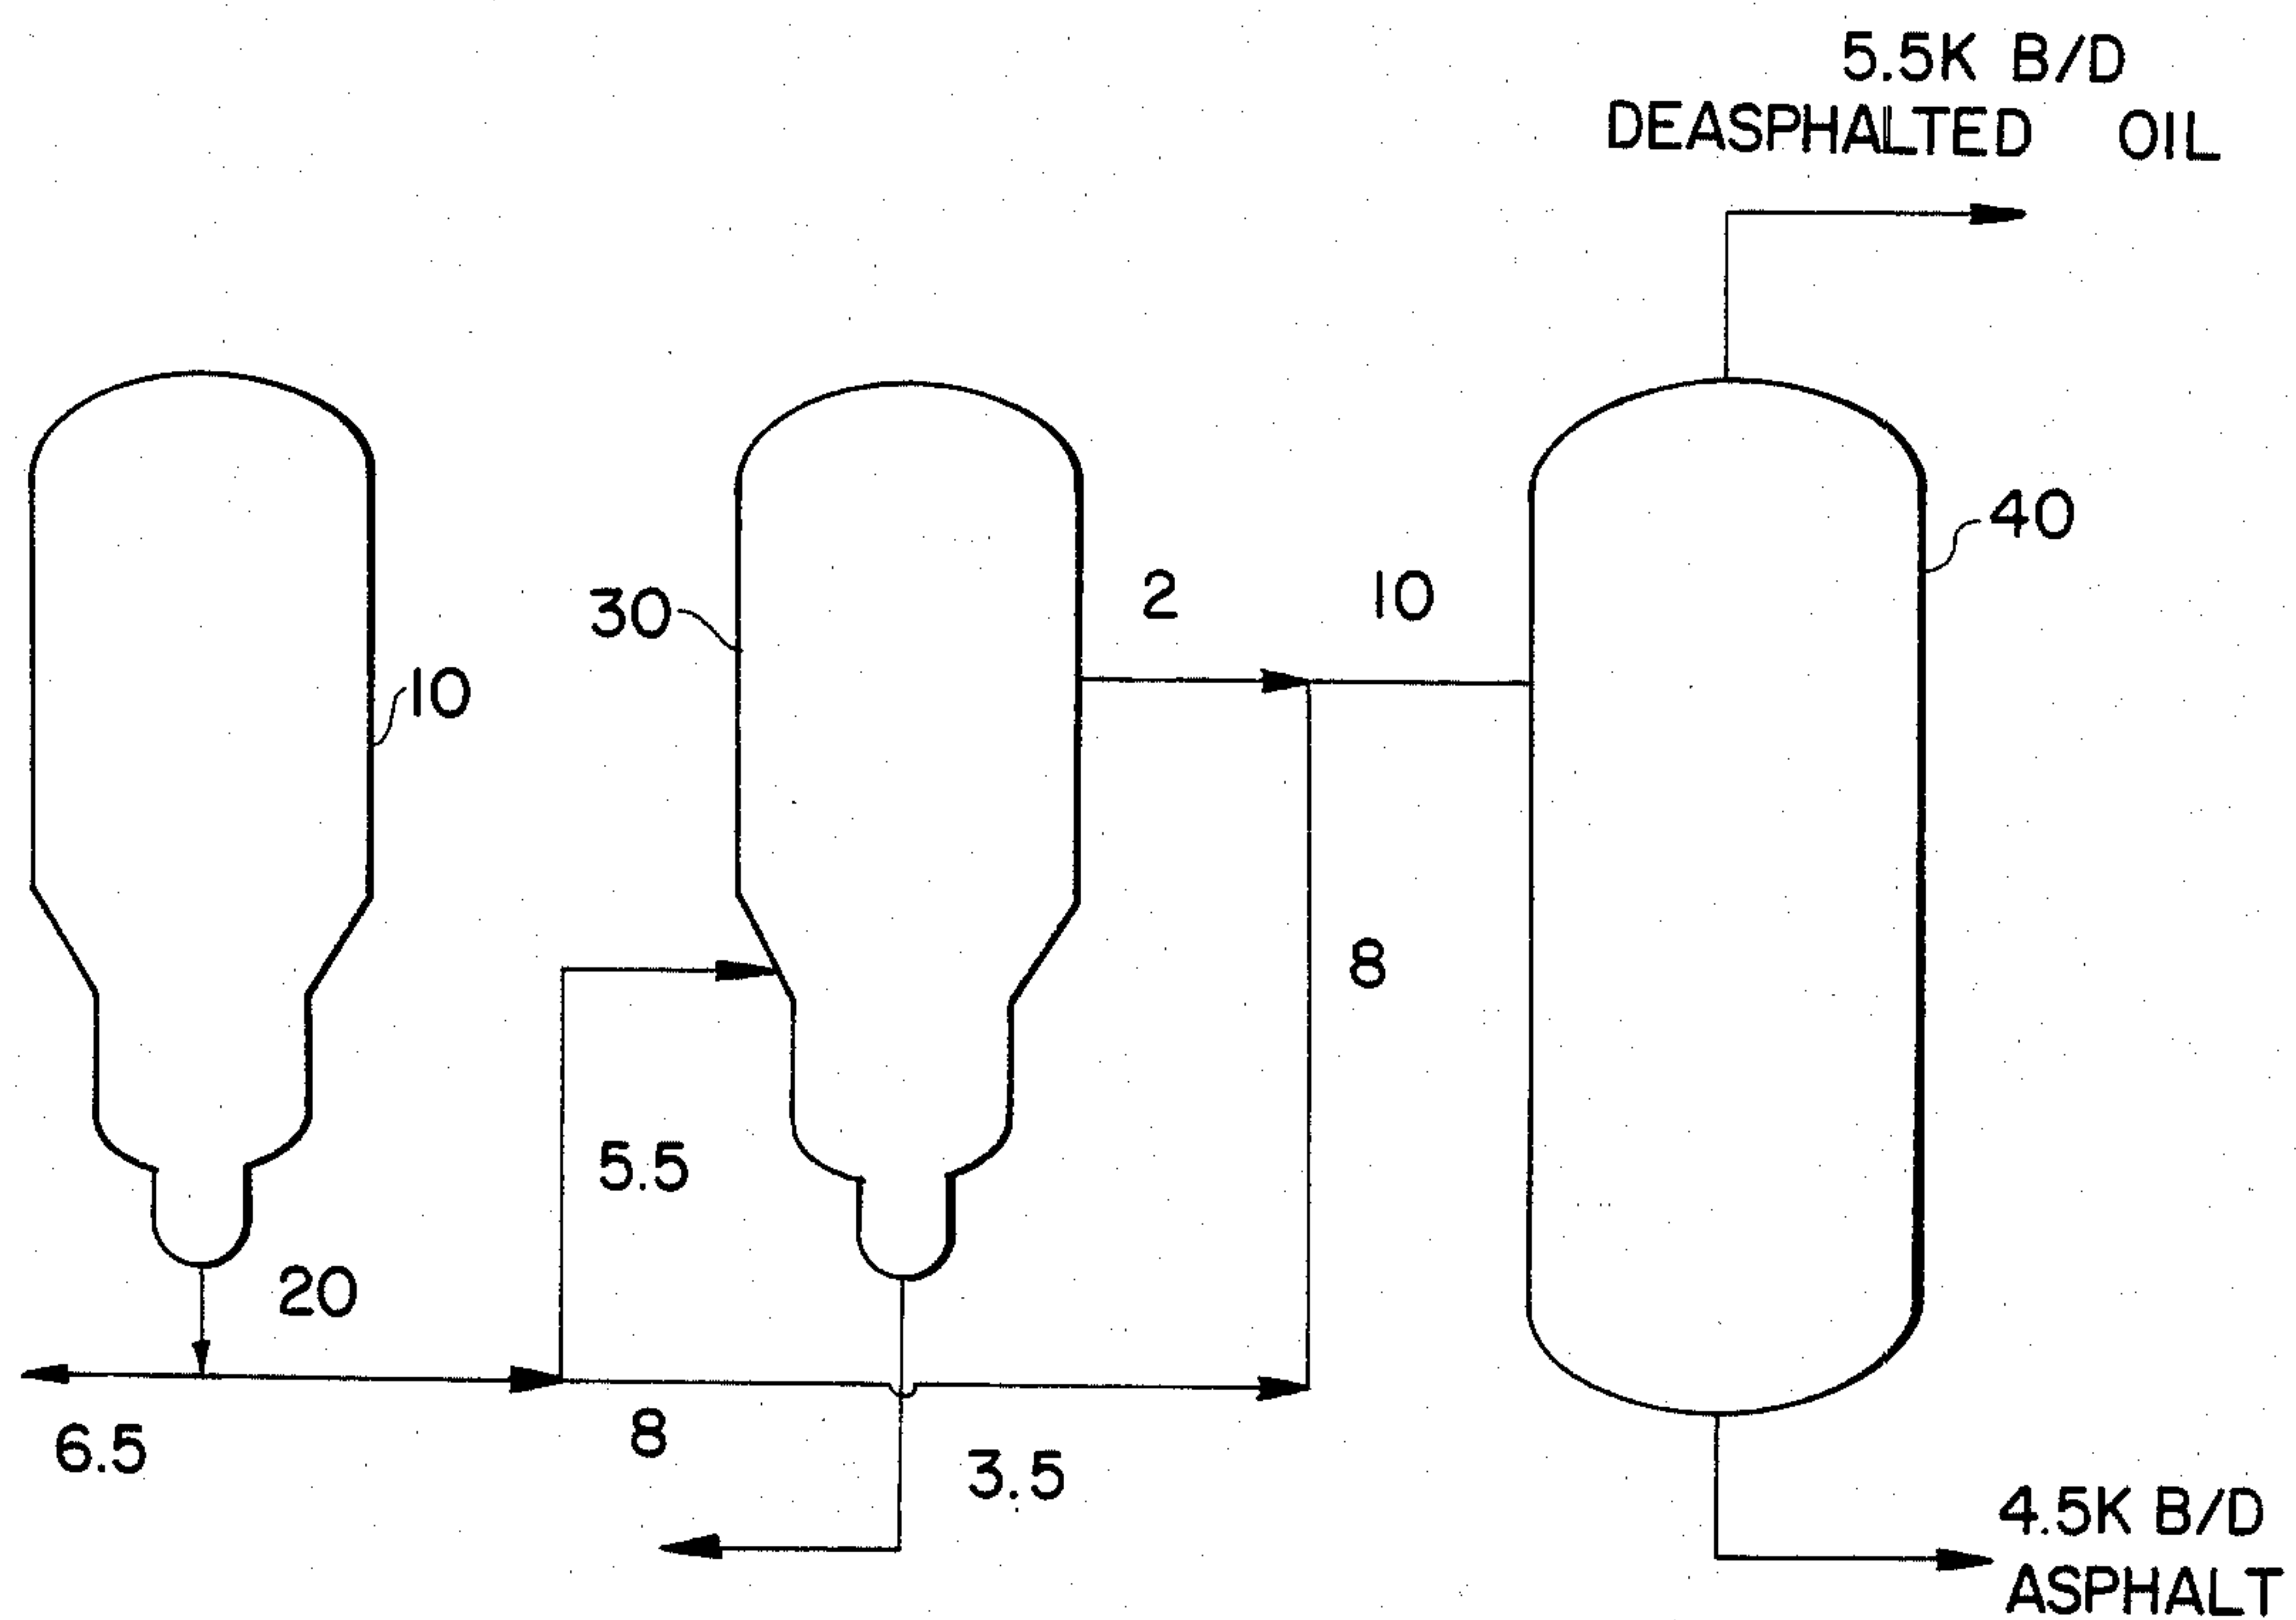 5.5K B/D
DEASPHALTED OIL
40
2
10
30
10
8
5.5
20
6.5
8
3.5
4.5K B/D
ASPHALT